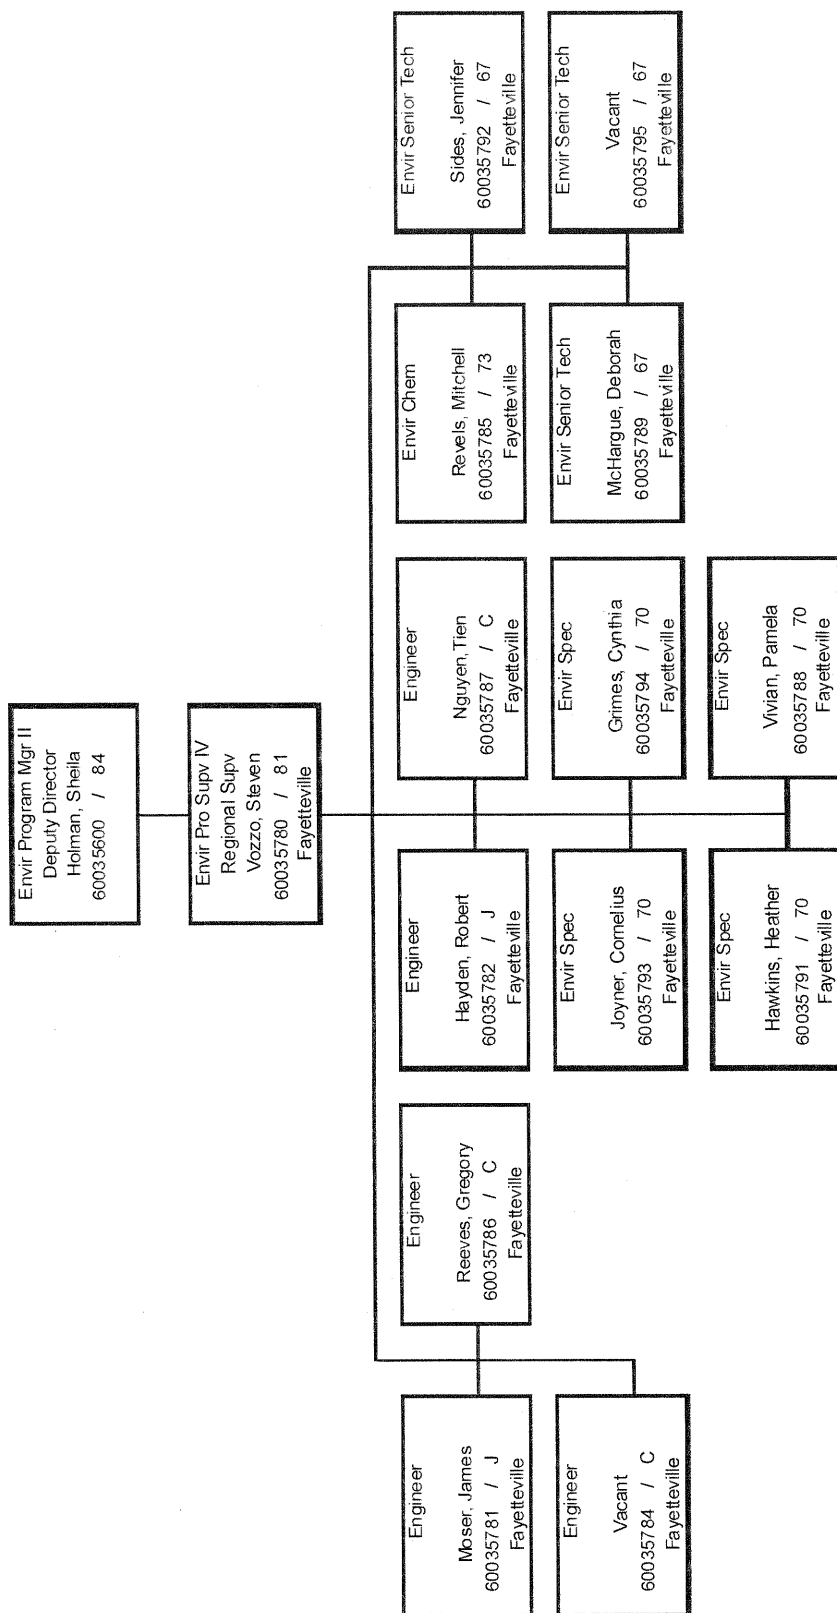 Envir Program Mgr II
Deputy Director
Holman, Sheila
60035600 / 84
Envir Pro Supv IV
Regional Supv
Vozzo, Steven
60035780 / 81
Fayetteville
Engineer
Moser, James
60035781 / J
Fayetteville
Engineer
Reeves, Gregory
60035786 / C
Fayetteville
Engineer
Vacant
60035784 / C
Fayetteville
Engineer
Hayden, Robert
60035782 / J
Fayetteville
Engineer
Nguyen, Tien
60035787 / C
Fayetteville
Envir Spec
Joyner, Cornelius
60035793 / 70
Fayetteville
Envir Spec
Grimes, Cynthia
60035794 / 70
Fayetteville
Envir Spec
Hawkins, Heather
60035791 / 70
Fayetteville
Envir Spec
Vivian, Pamela
60035788 / 70
Fayetteville
Envir Chem
Revels, Mitchell
60035785 / 73
Fayetteville
Envir Senior Tech
Sides, Jennifer
60035792 / 67
Fayetteville
Envir Senior Tech
McHargue, Deborah
60035789 / 67
Fayetteville
Envir Senior Tech
Vacant
60035795 / 67
Fayetteville